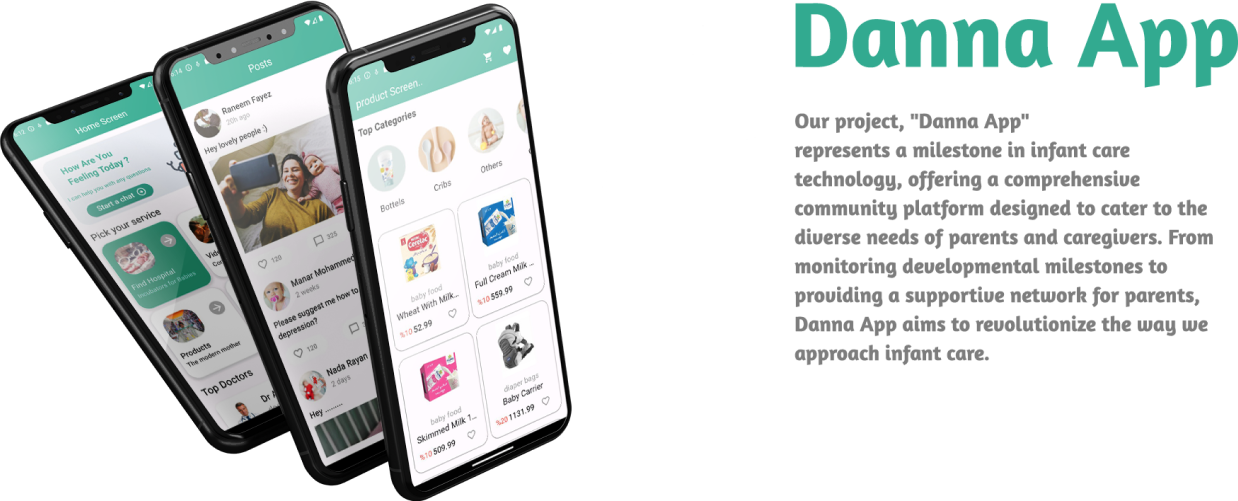 Home Screen
How Are You
Feeling Today ?
I can help you with any questions
Start a chat
Pick your service
Find Hospital
Incubators for Babies
Products
The modern mother
Top Doctors
Posts
Raneem Fayez
20h ago
Hey lovely people :)
120
325
Manar Mohammed
2 weeks
Please suggest me how to
depression?
120
Nada Rayan
2 days
Hey ........
product Screen..
Top Categories
Bottels
Cribs
Others
baby food
Wheat With Milk...
%10 52.99
baby food
Full Cream Milk ...
%10 559.99
baby food
Skimmed Milk 1...
%10 509.99
diaper bags
Baby Carrier
%20 1131.99
Danna App
Our project, "Danna App"
represents a milestone in infant care
technology, offering a comprehensive
community platform designed to cater to the
diverse needs of parents and caregivers. From
monitoring developmental milestones to
providing a supportive network for parents,
Danna App aims to revolutionize the way we
approach infant care.